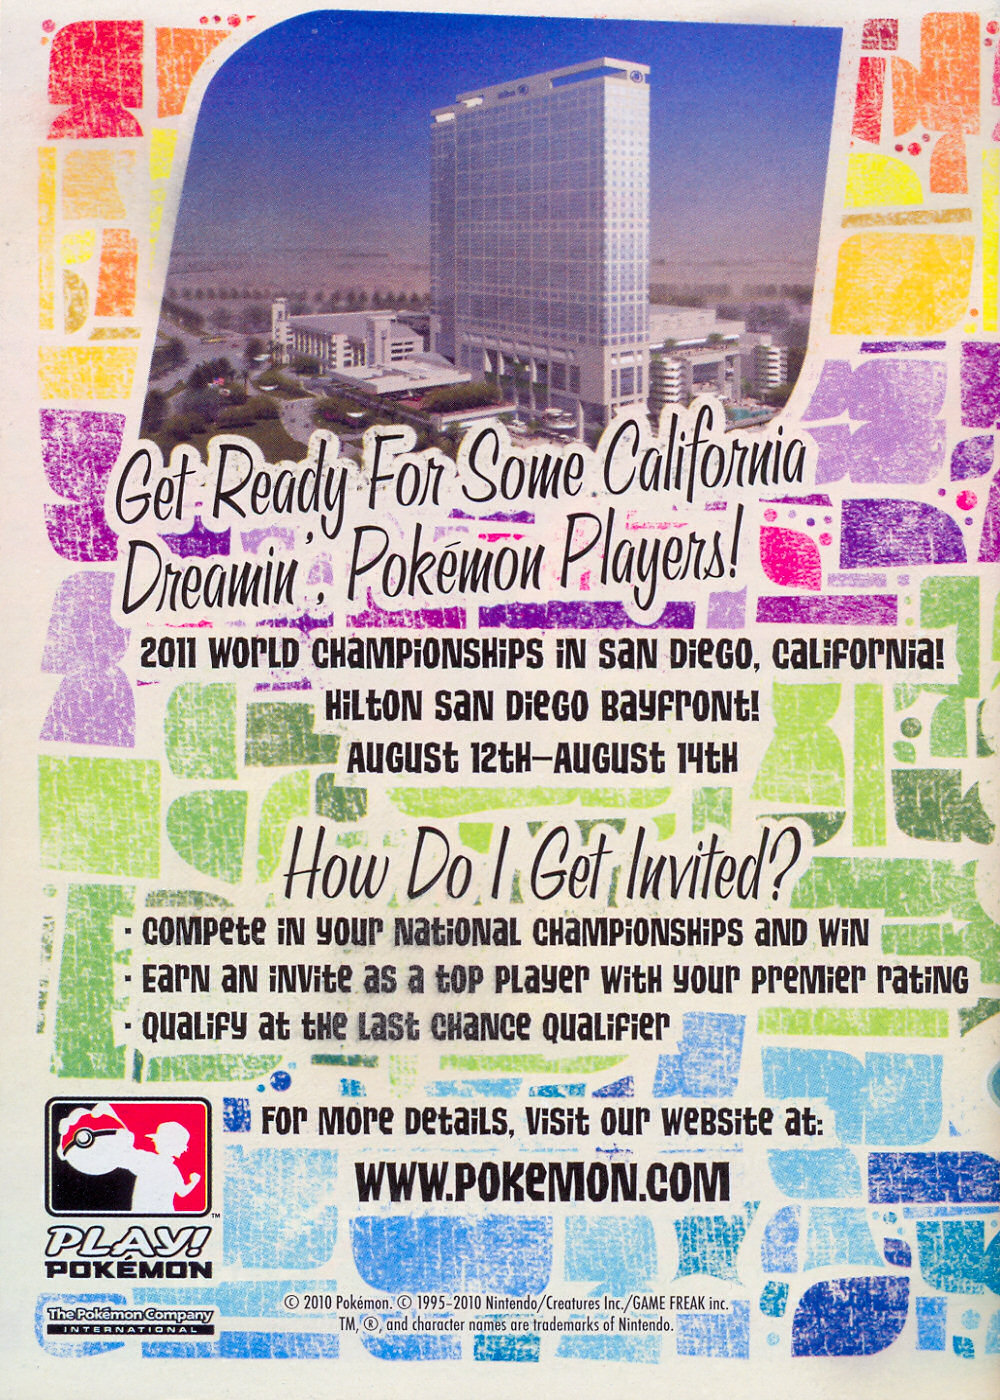 Hilton
Get Ready For Some California
Dreamin', Pokémon Players!
2011 World Championships in San Diego, California!
Hilton San Diego Bayfront!
August 12th–August 14th
How Do I Get Invited?
· Compete in your National Championships and win
· Earn an invite as a top player with your Premier Rating
· Qualify at the Last Chance Qualifier
For more details, visit our website at:
www.pokemon.com
™
PLAY!
POKÉMON
The Pokémon Company
INTERNATIONAL
© 2010 Pokémon. © 1995–2010 Nintendo/Creatures Inc./GAME FREAK inc.
TM, ®, and character names are trademarks of Nintendo.